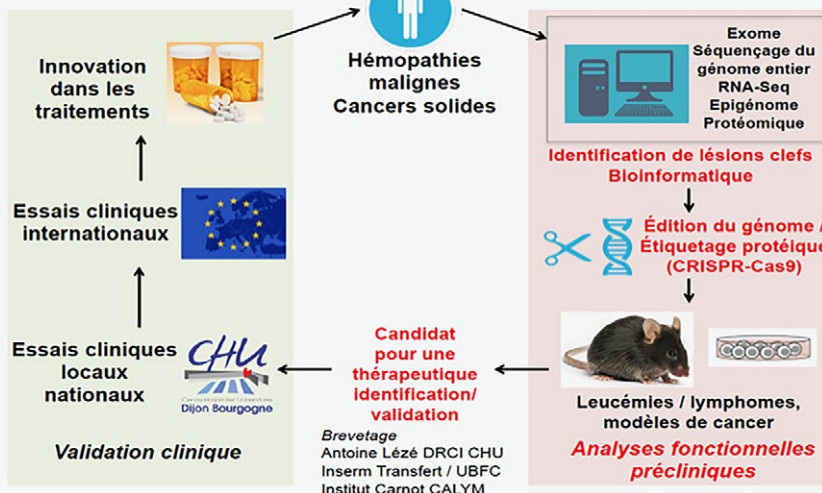 Innovation
dans les
traitements
Essais cliniques
internationaux
Essais cliniques
locaux
nationaux
CHU
Dijon Bourgogne
Validation clinique
Hémopathies
malignes
Cancers solides
Candidat
pour une
thérapeutique
Identification/
validation
Brevetage
Antoine Lézé DRCI CHU
Inserm Transfert / UBFC
Institut Carnot CALYM
Exome
Séquençage du
génome entier
RNA-Seq
Epigénome
Protéomique
Identification de lésions clefs
Bioinformatique
Édition du génome /
Étiquetage protéique
(CRISPR-Cas9)
Leucémies / lymphomes,
modèles de cancer
Analyses fonctionnelles
précliniques